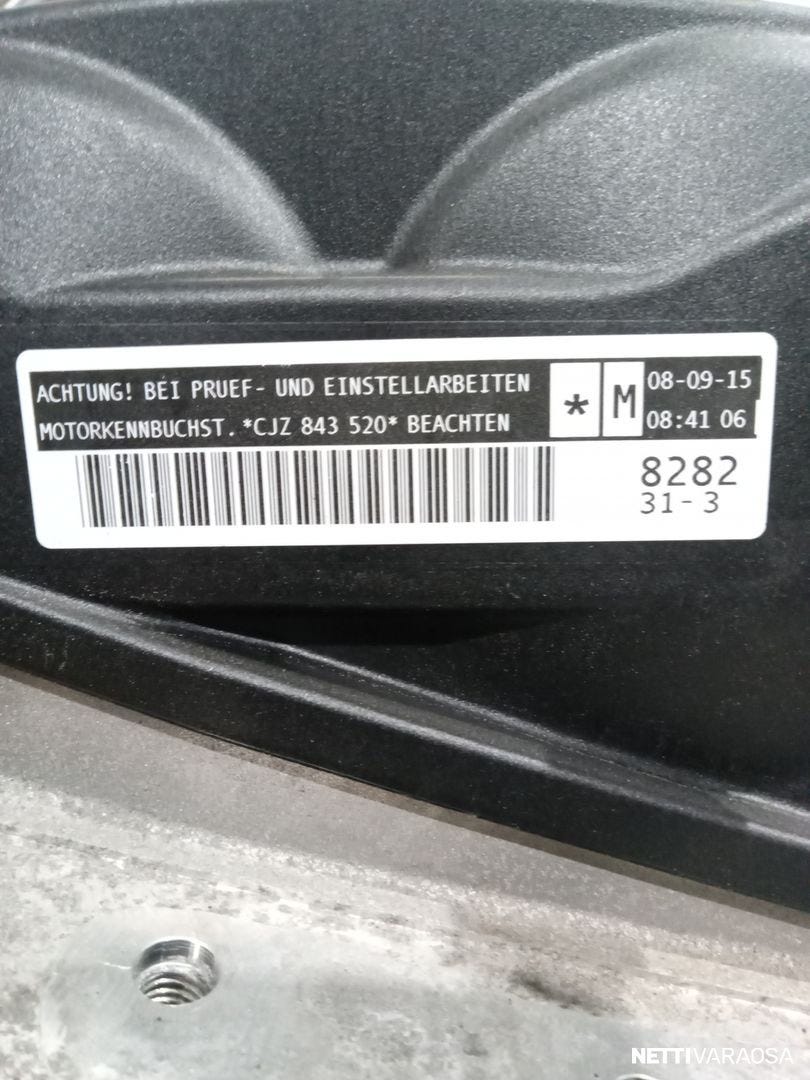 ACHTUNG! BEI PRUEF- UND EINSTELLARBEITEN
MOTORKENNBUCHST. *CJZ 843 520* BEACHTEN
* M
08-09-15
08:41 06
8282
31-3
NETTIVARAOSA